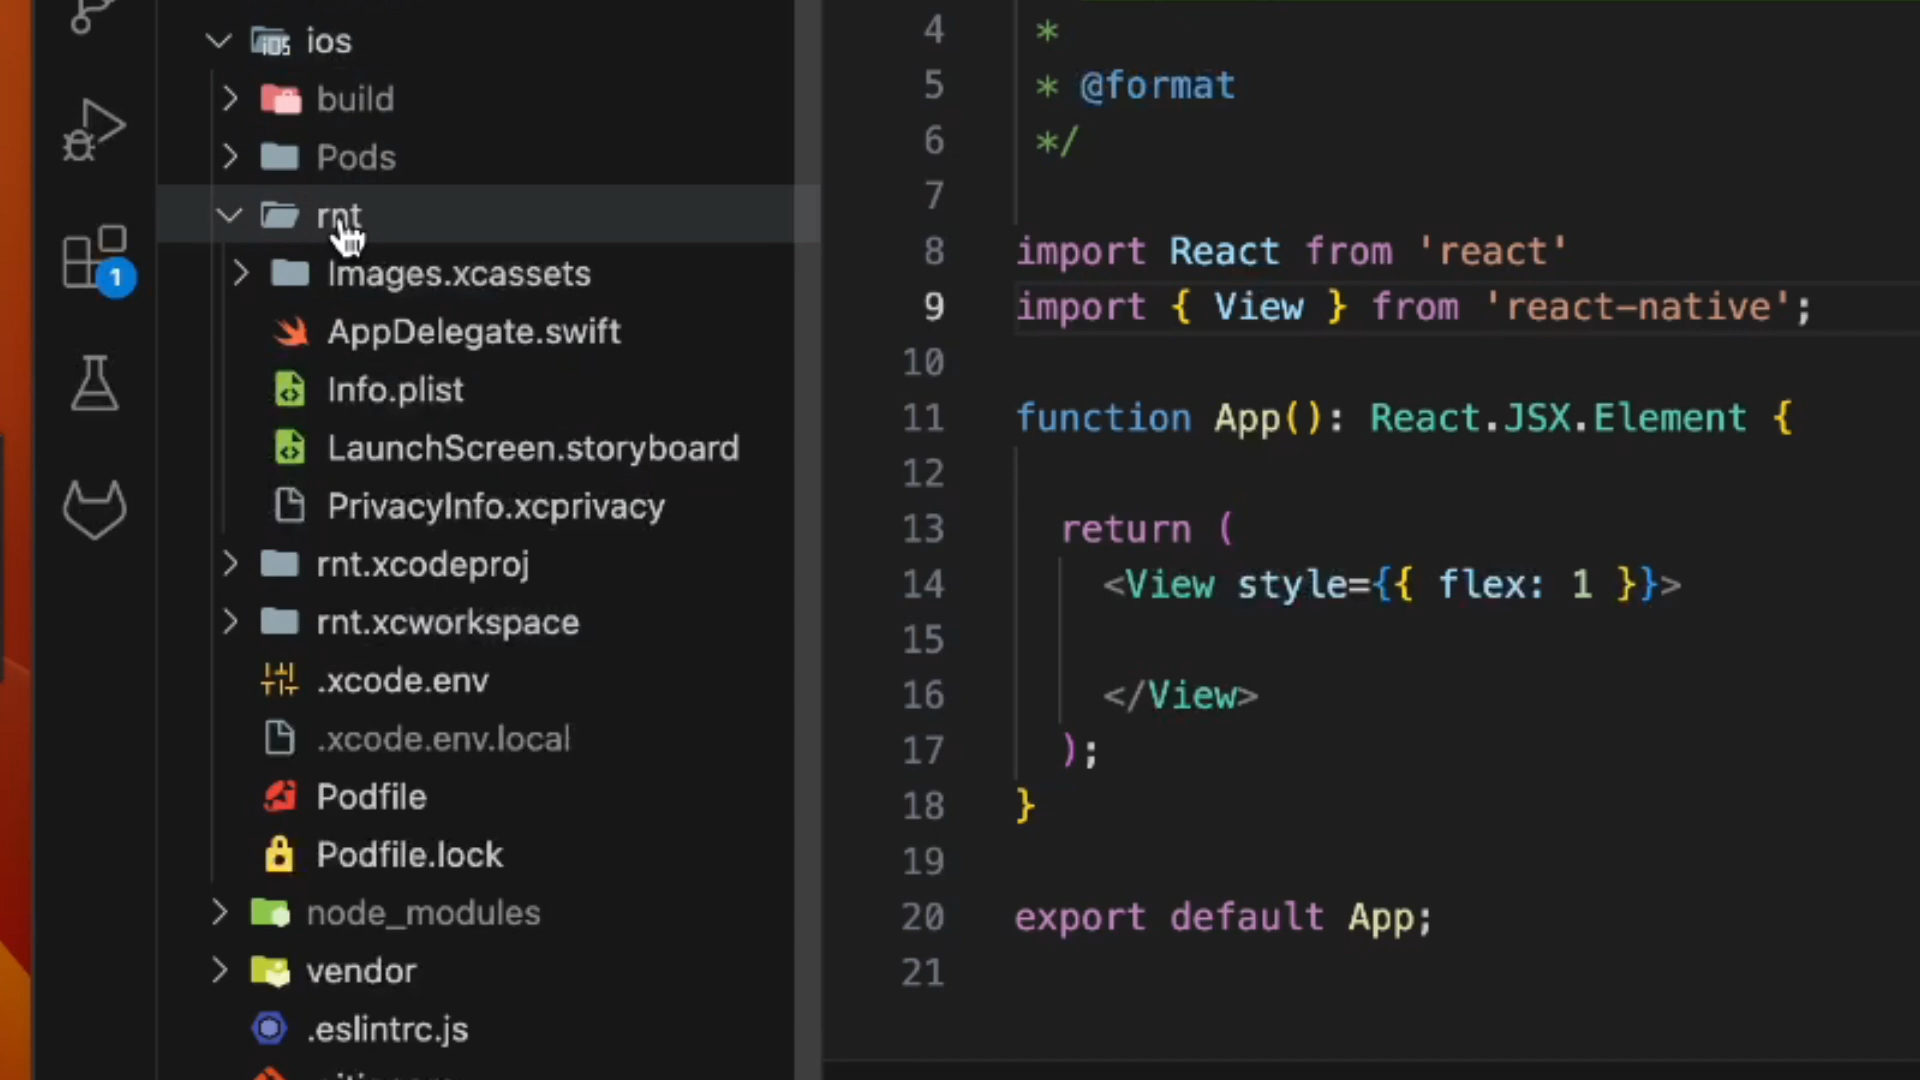 ios
build
Pods
rnt
Images.xcassets
AppDelegate.swift
Info.plist
LaunchScreen.storyboard
PrivacyInfo.xcprivacy
rnt.xcodeproj
rnt.xcworkspace
.xcode.env
.xcode.env.local
Podfile
Podfile.lock
node_modules
vendor
.eslintrc.js
1
4 *
5 * @format
6 */
7
8 import React from 'react'
9 import { View } from 'react-native';
10
11 function App(): React.JSX.Element {
12
13 return (
14 <View style={{ flex: 1 }}>
15
16 </View>
17 );
18 }
19
20 export default App;
21